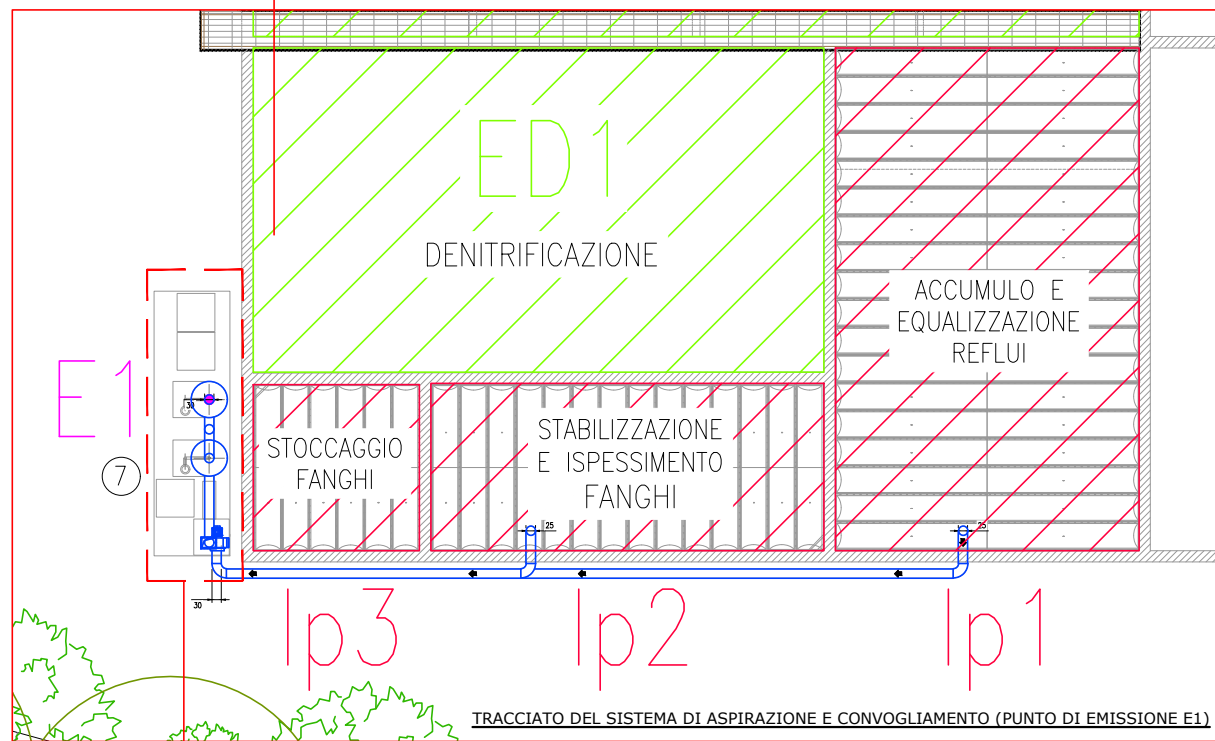 ED1
DENITRIFICAZIONE
ACCUMULO E
EQUALIZZAZIONE
REFLUI
E1
30
7
STOCCAGGIO
FANGHI
STABILIZZAZIONE
E ISPESSIMENTO
FANGHI
25
25
30
Ip3
Ip2
Ip1
TRACCIATO DEL SISTEMA DI ASPIRAZIONE E CONVOGLIAMENTO (PUNTO DI EMISSIONE E1)